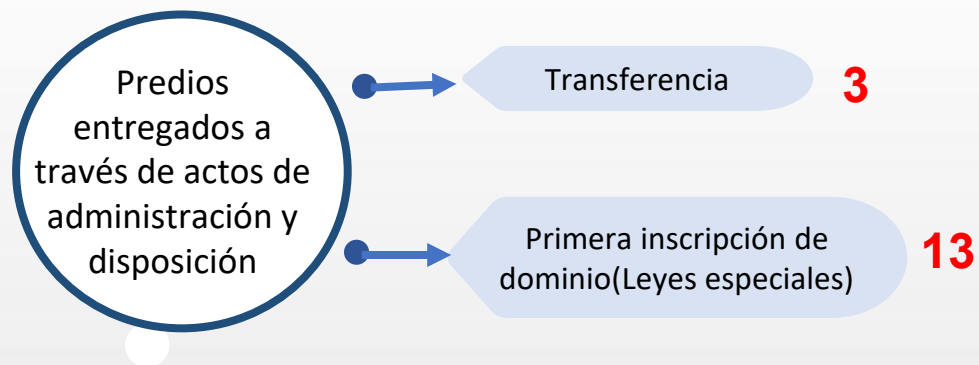 Predios
entregados a
través de actos de
administración y
disposición
Transferencia
3
Primera inscripción de
dominio(Leyes especiales)
13